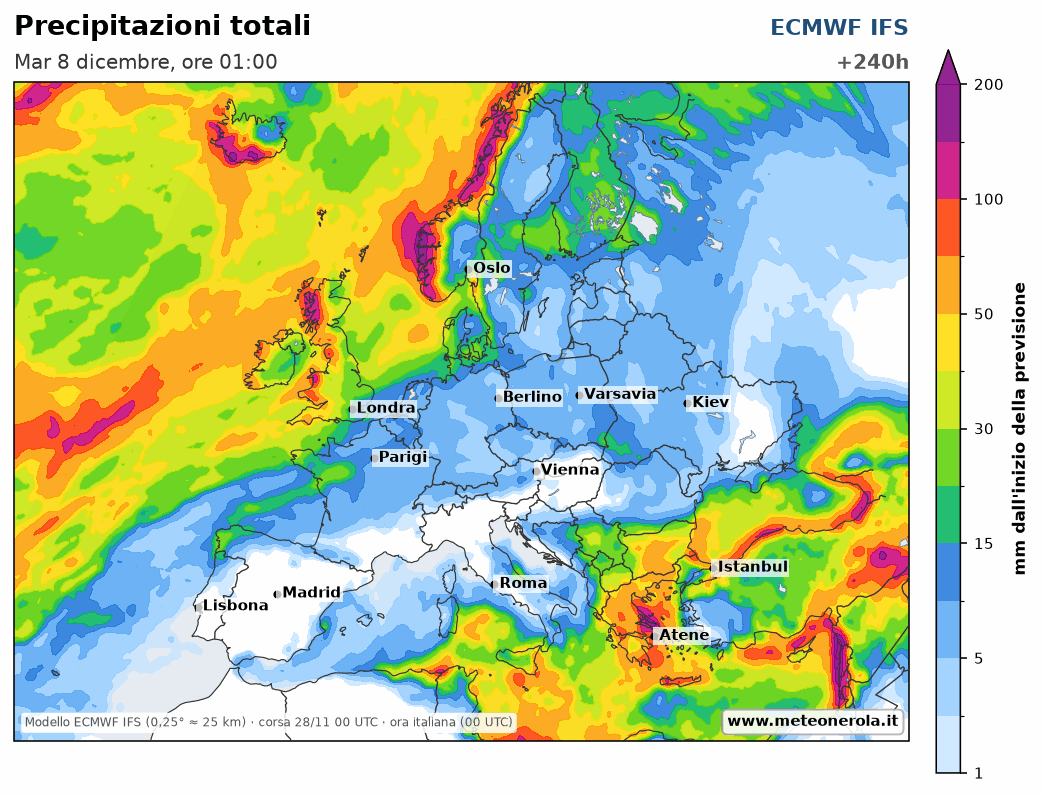 Precipitazioni totali
ECMWF IFS
Mar 8 dicembre, ore 01:00
+240h
200
100
50
30
15
5
1
mm dall'inizio della previsione
Oslo
Londra
Berlino
Varsavia
Kiev
Parigi
Vienna
Istanbul
Roma
Madrid
Lisbona
Atene
Modello ECMWF IFS (0,25° ≈ 25 km) · corsa 28/11 00 UTC · ora italiana (00 UTC)
www.meteonerola.it